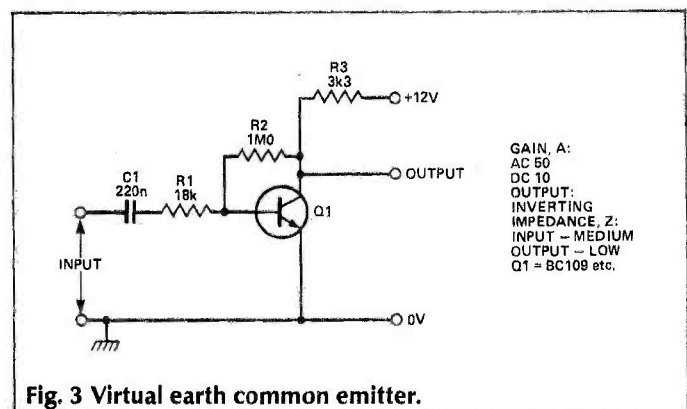 R3
3k3
+12V
R2
1M0
OUTPUT
C1
220n
R1
18k
Q1
INPUT
0V
GAIN, A:
AC 50
DC 10
OUTPUT:
INVERTING
IMPEDANCE, Z:
INPUT – MEDIUM
OUTPUT – LOW
Q1 = BC109 etc.
Fig. 3 Virtual earth common emitter.